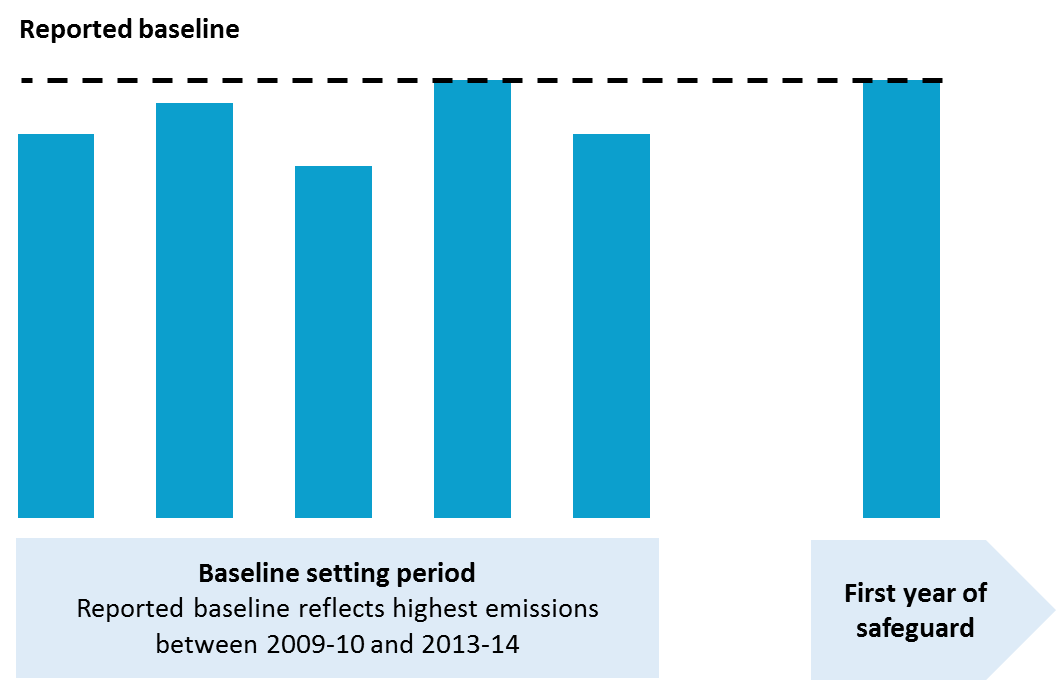 Reported baseline
Baseline setting period
Reported baseline reflects highest emissions
between 2009-10 and 2013-14
First year of
safeguard